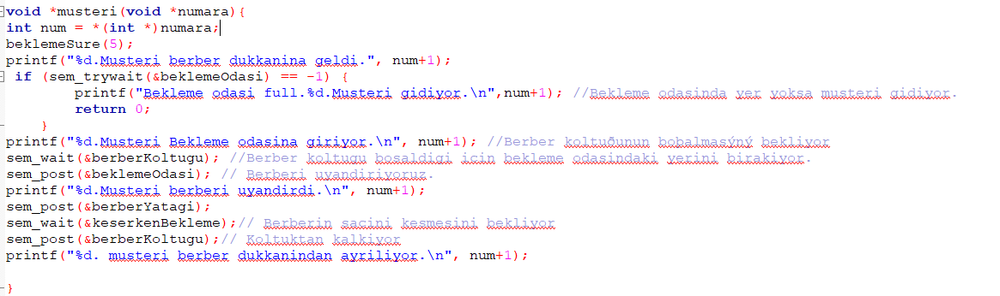 void *musteri(void *numara){
int num = *(int *)numara;
beklemeSure(5);
printf("%d.Musteri berber dukkanina geldi.", num+1);
if (sem_trywait(&beklemeOdasi) == -1) {
printf("Bekleme odasi full.%d.Musteri gidiyor.\n",num+1); //Bekleme odasinda yer yoksa musteri gidiyor.
return 0;
}
printf("%d.Musteri Bekleme odasina giriyor.\n", num+1); //Berber koltuðunun boþalmasýný bekliyor
sem_wait(&berberKoltugu); //Berber koltugu bosaldigi icin bekleme odasindaki yerini birakiyor.
sem_post(&beklemeOdasi); // Berberi uyandiriyoruz.
printf("%d.Musteri berberi uyandirdi.\n", num+1);
sem_post(&berberYatagi);
sem_wait(&keserkenBekleme);// Berberin sacini kesmesini bekliyor
sem_post(&berberKoltugu);// Koltuktan kalkiyor
printf("%d. musteri berber dukkanindan ayriliyor.\n", num+1);
}